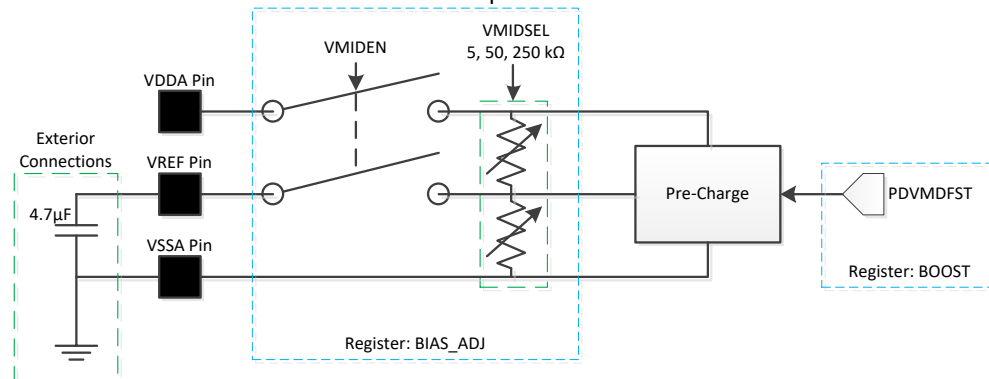 VMIDSEL
5, 50, 250 kΩ
VMIDEN
VDDA Pin
Exterior
Connections
VREF Pin
4.7µF
Pre-Charge
PDVMDFST
VSSA Pin
Register: BOOST
Register: BIAS_ADJ